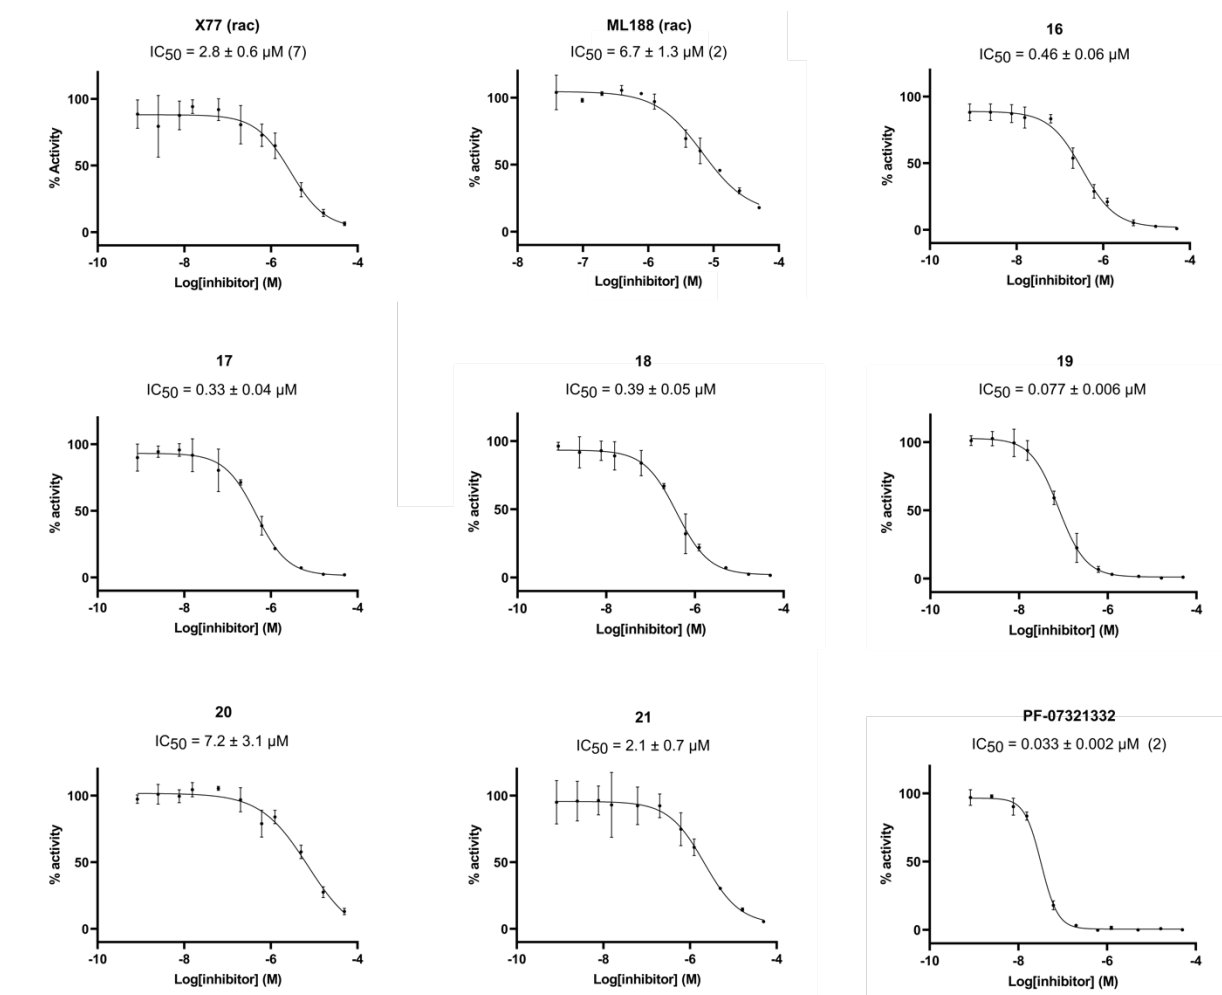 X77 (rac)
IC50 = 2.8 ± 0.6 µM (7)
% Activity
100
50
0
-10
-8
-6
-4
Log[inhibitor] (M)
ML188 (rac)
IC50 = 6.7 ± 1.3 µM (2)
% activity
100
50
0
-8
-7
-6
-5
-4
Log[inhibitor] (M)
16
IC50 = 0.46 ± 0.06 µM
% activity
100
50
0
-10
-8
-6
-4
Log[inhibitor] (M)
17
IC50 = 0.33 ± 0.04 µM
% activity
100
50
0
-10
-8
-6
-4
Log[inhibitor] (M)
18
IC50 = 0.39 ± 0.05 µM
% activity
100
50
0
-10
-8
-6
-4
Log[inhibitor] (M)
19
IC50 = 0.077 ± 0.006 µM
% activity
100
50
0
-10
-8
-6
-4
Log[inhibitor] (M)
20
IC50 = 7.2 ± 3.1 µM
% activity
100
50
0
-10
-8
-6
-4
Log[inhibitor] (M)
21
IC50 = 2.1 ± 0.7 µM
% activity
100
50
0
-10
-8
-6
-4
Log[inhibitor] (M)
PF-07321332
IC50 = 0.033 ± 0.002 µM (2)
% activity
100
50
0
-10
-8
-6
-4
Log[inhibitor] (M)